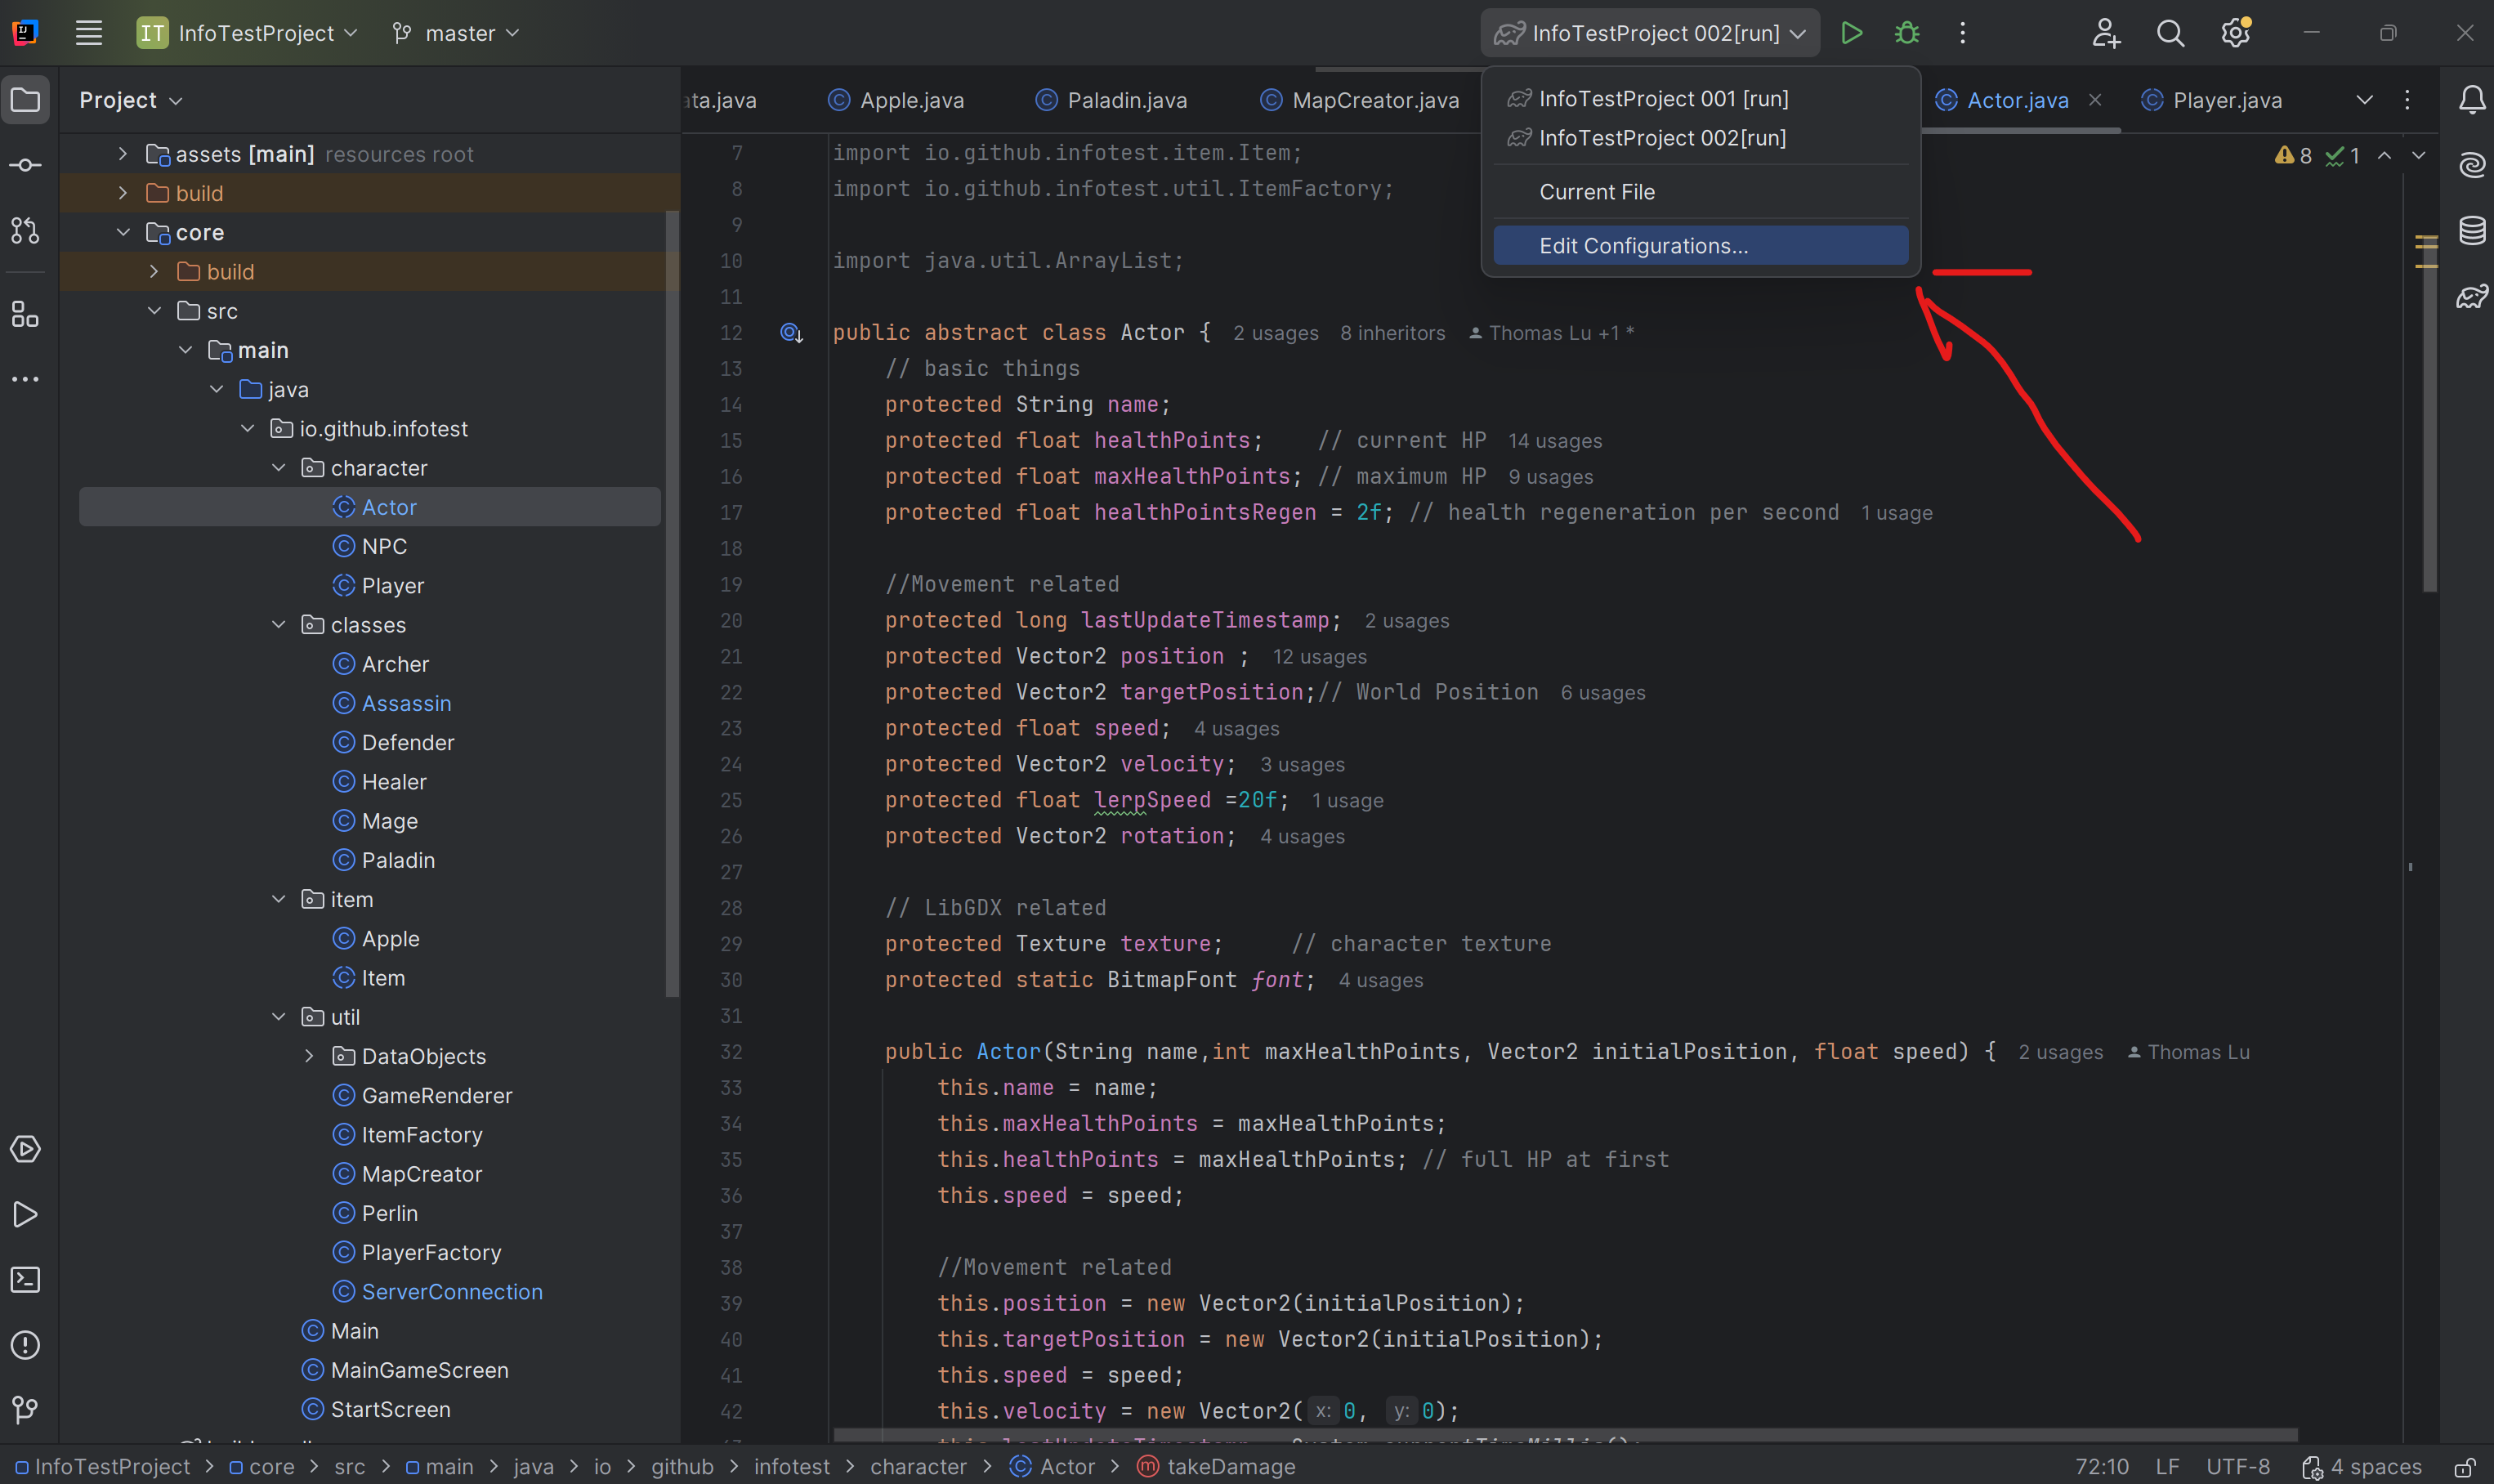 IT InfoTestProject master InfoTestProject 002[run]
Project
ata.java Apple.java Paladin.java MapCreator.java Actor.java Player.java
InfoTestProject 001 [run]
InfoTestProject 002[run]
Current File
Edit Configurations...
8 1
assets [main] resources root
build
core
build
src
main
java
io.github.infotest
character
Actor
NPC
Player
classes
Archer
Assassin
Defender
Healer
Mage
Paladin
item
Apple
Item
util
DataObjects
GameRenderer
ItemFactory
MapCreator
Perlin
PlayerFactory
ServerConnection
Main
MainGameScreen
StartScreen
7 import io.github.infotest.item.Item;
8 import io.github.infotest.util.ItemFactory;
9
10 import java.util.ArrayList;
11
12 public abstract class Actor { 2 usages 8 inheritors Thomas Lu +1 *
13 // basic things
14 protected String name;
15 protected float healthPoints; // current HP 14 usages
16 protected float maxHealthPoints; // maximum HP 9 usages
17 protected float healthPointsRegen = 2f; // health regeneration per second 1 usage
18
19 //Movement related
20 protected long lastUpdateTimestamp; 2 usages
21 protected Vector2 position ; 12 usages
22 protected Vector2 targetPosition;// World Position 6 usages
23 protected float speed; 4 usages
24 protected Vector2 velocity; 3 usages
25 protected float lerpSpeed =20f; 1 usage
26 protected Vector2 rotation; 4 usages
27
28 // LibGDX related
29 protected Texture texture; // character texture
30 protected static BitmapFont font; 4 usages
31
32 public Actor(String name,int maxHealthPoints, Vector2 initialPosition, float speed) { 2 usages Thomas Lu
33 this.name = name;
34 this.maxHealthPoints = maxHealthPoints;
35 this.healthPoints = maxHealthPoints; // full HP at first
36 this.speed = speed;
37
38 //Movement related
39 this.position = new Vector2(initialPosition);
40 this.targetPosition = new Vector2(initialPosition);
41 this.speed = speed;
42 this.velocity = new Vector2( x: 0, y: 0);
InfoTestProject > core > src > main > java > io > github > infotest > character > Actor > takeDamage
72:10 LF UTF-8 4 spaces